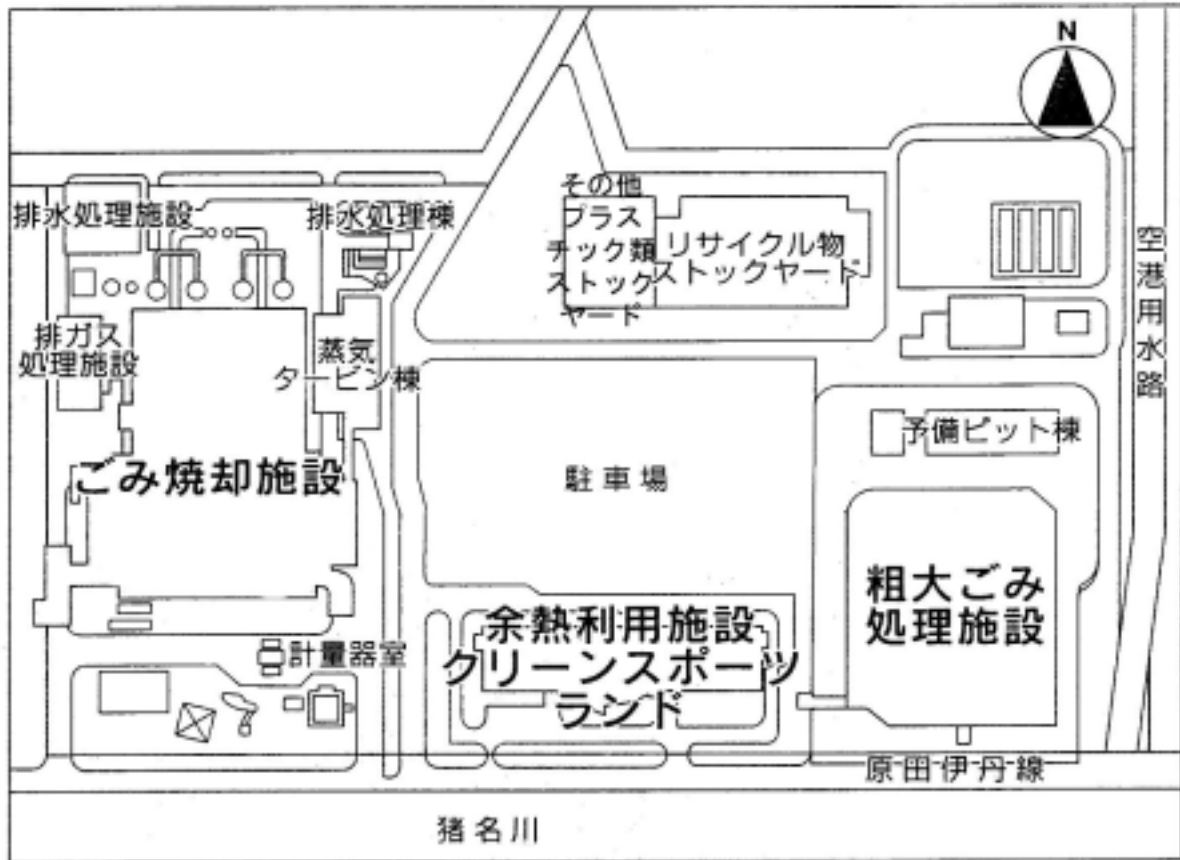 N
排水処理施設
排水処理棟
その他
プラス
チック類
ストック
ヤード
リサイクル物
ストックヤード
空港用水路
排ガス
処理施設
蒸気
タービン棟
予備ピット棟
ごみ焼却施設
駐車場
粗大ごみ
処理施設
余熱利用施設
クリーンスポーツ
ランド
計量器室
原田伊丹線
猪名川